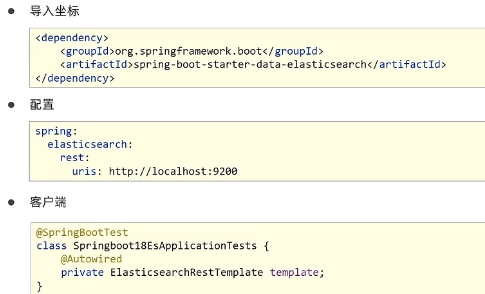 导入坐标
<dependency>
    <groupId>org.springframework.boot</groupId>
    <artifactId>spring-boot-starter-data-elasticsearch</artifactId>
</dependency>
配置
spring:
  elasticsearch:
    rest:
      uris: http://localhost:9200
客户端
@SpringBootTest
class Springboot18EsApplicationTests {
    @Autowired
    private ElasticsearchRestTemplate template;
}